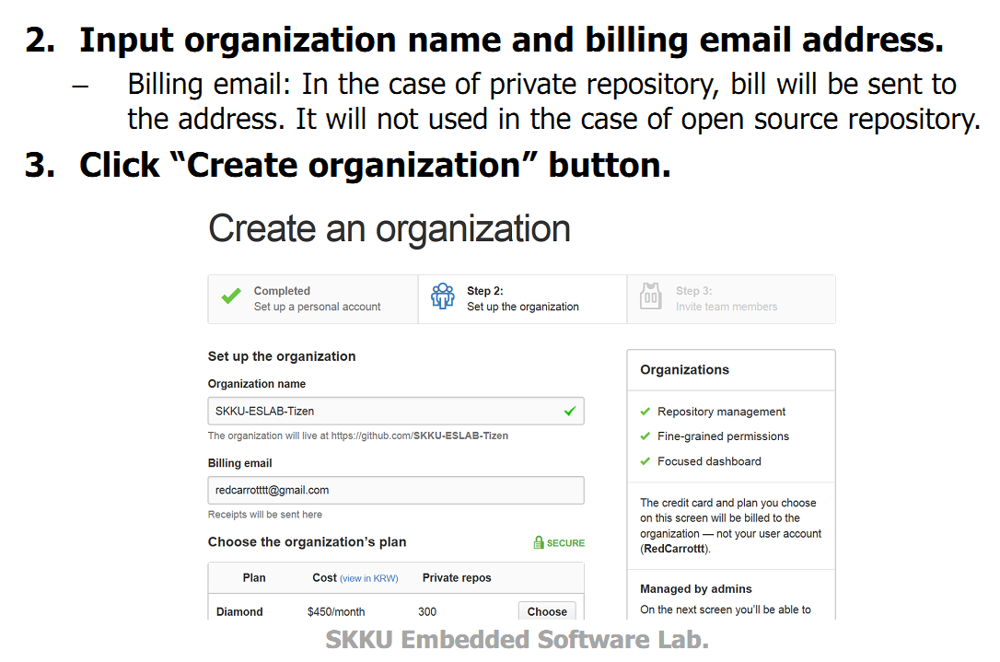 2. Input organization name and billing email address.
– Billing email: In the case of private repository, bill will be sent to
the address. It will not used in the case of open source repository.
3. Click “Create organization” button.
Create an organization
Completed
Set up a personal account
Step 2:
Set up the organization
Step 3:
Invite team members
Set up the organization
Organization name
SKKU-ESLAB-Tizen
The organization will live at https://github.com/SKKU-ESLAB-Tizen
Billing email
redcarrotttt@gmail.com
Receipts will be sent here
Choose the organization’s plan
SECURE
Plan Cost (view in KRW) Private repos
Diamond $450/month 300 Choose
Organizations
Repository management
Fine-grained permissions
Focused dashboard
The credit card and plan you choose
on this screen will be billed to the
organization — not your user account
(RedCarrottt).
Managed by admins
On the next screen you’ll be able to
SKKU Embedded Software Lab.